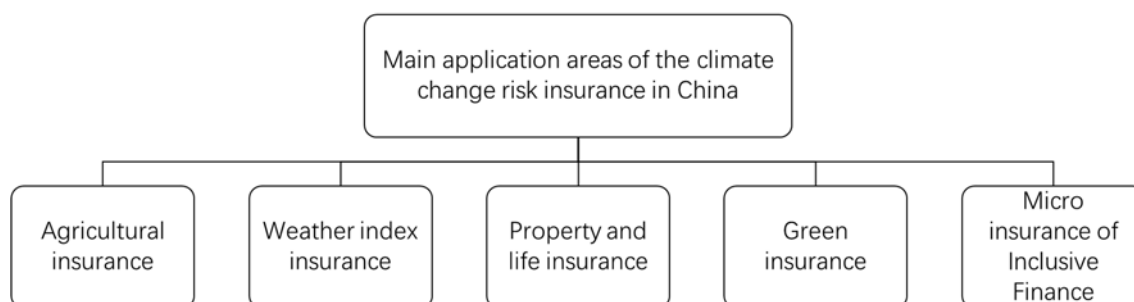 Main application areas of the climate
change risk insurance in China
Agricultural
insurance
Weather index
insurance
Property and
life insurance
Green
insurance
Micro
insurance of
Inclusive
Finance